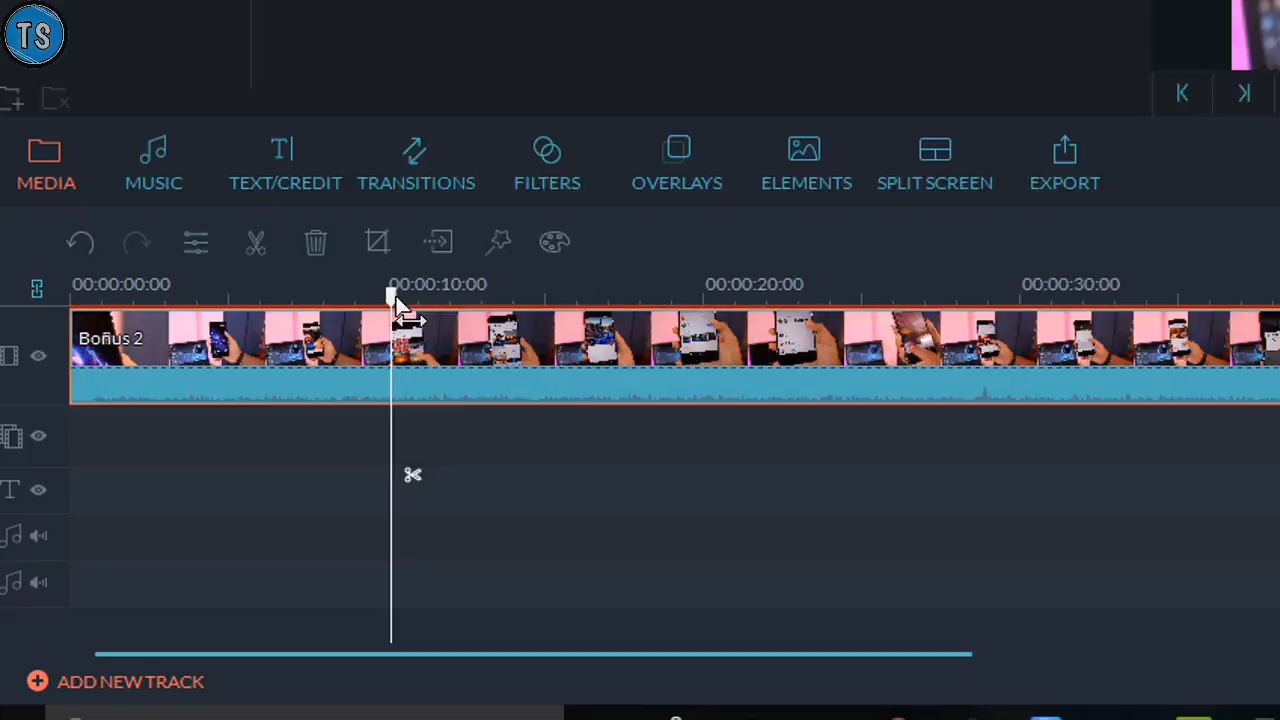 TS
MEDIA
MUSIC
TEXT/CREDIT
TRANSITIONS
FILTERS
OVERLAYS
ELEMENTS
SPLIT SCREEN
EXPORT
00:00:00:00
00:00:10:00
00:00:20:00
00:00:30:00
Boñus 2
ADD NEW TRACK